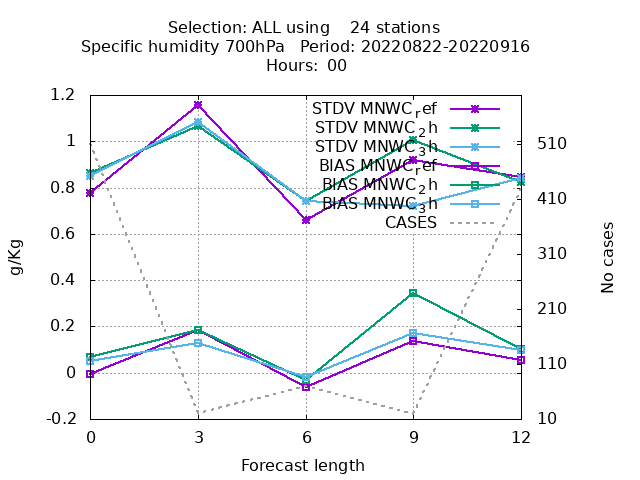 Selection: ALL using    24 stations
Specific humidity 700hPa   Period: 20220822-20220916
Hours:  00
STDV MNWC_ref
STDV MNWC_2h
STDV MNWC_3h
BIAS MNWC_ref
BIAS MNWC_2h
BIAS MNWC_3h
CASES
1.2
1
0.8
0.6
0.4
0.2
0
-0.2
g/Kg
510
410
310
210
110
10
No cases
0 3 6 9 12
Forecast length